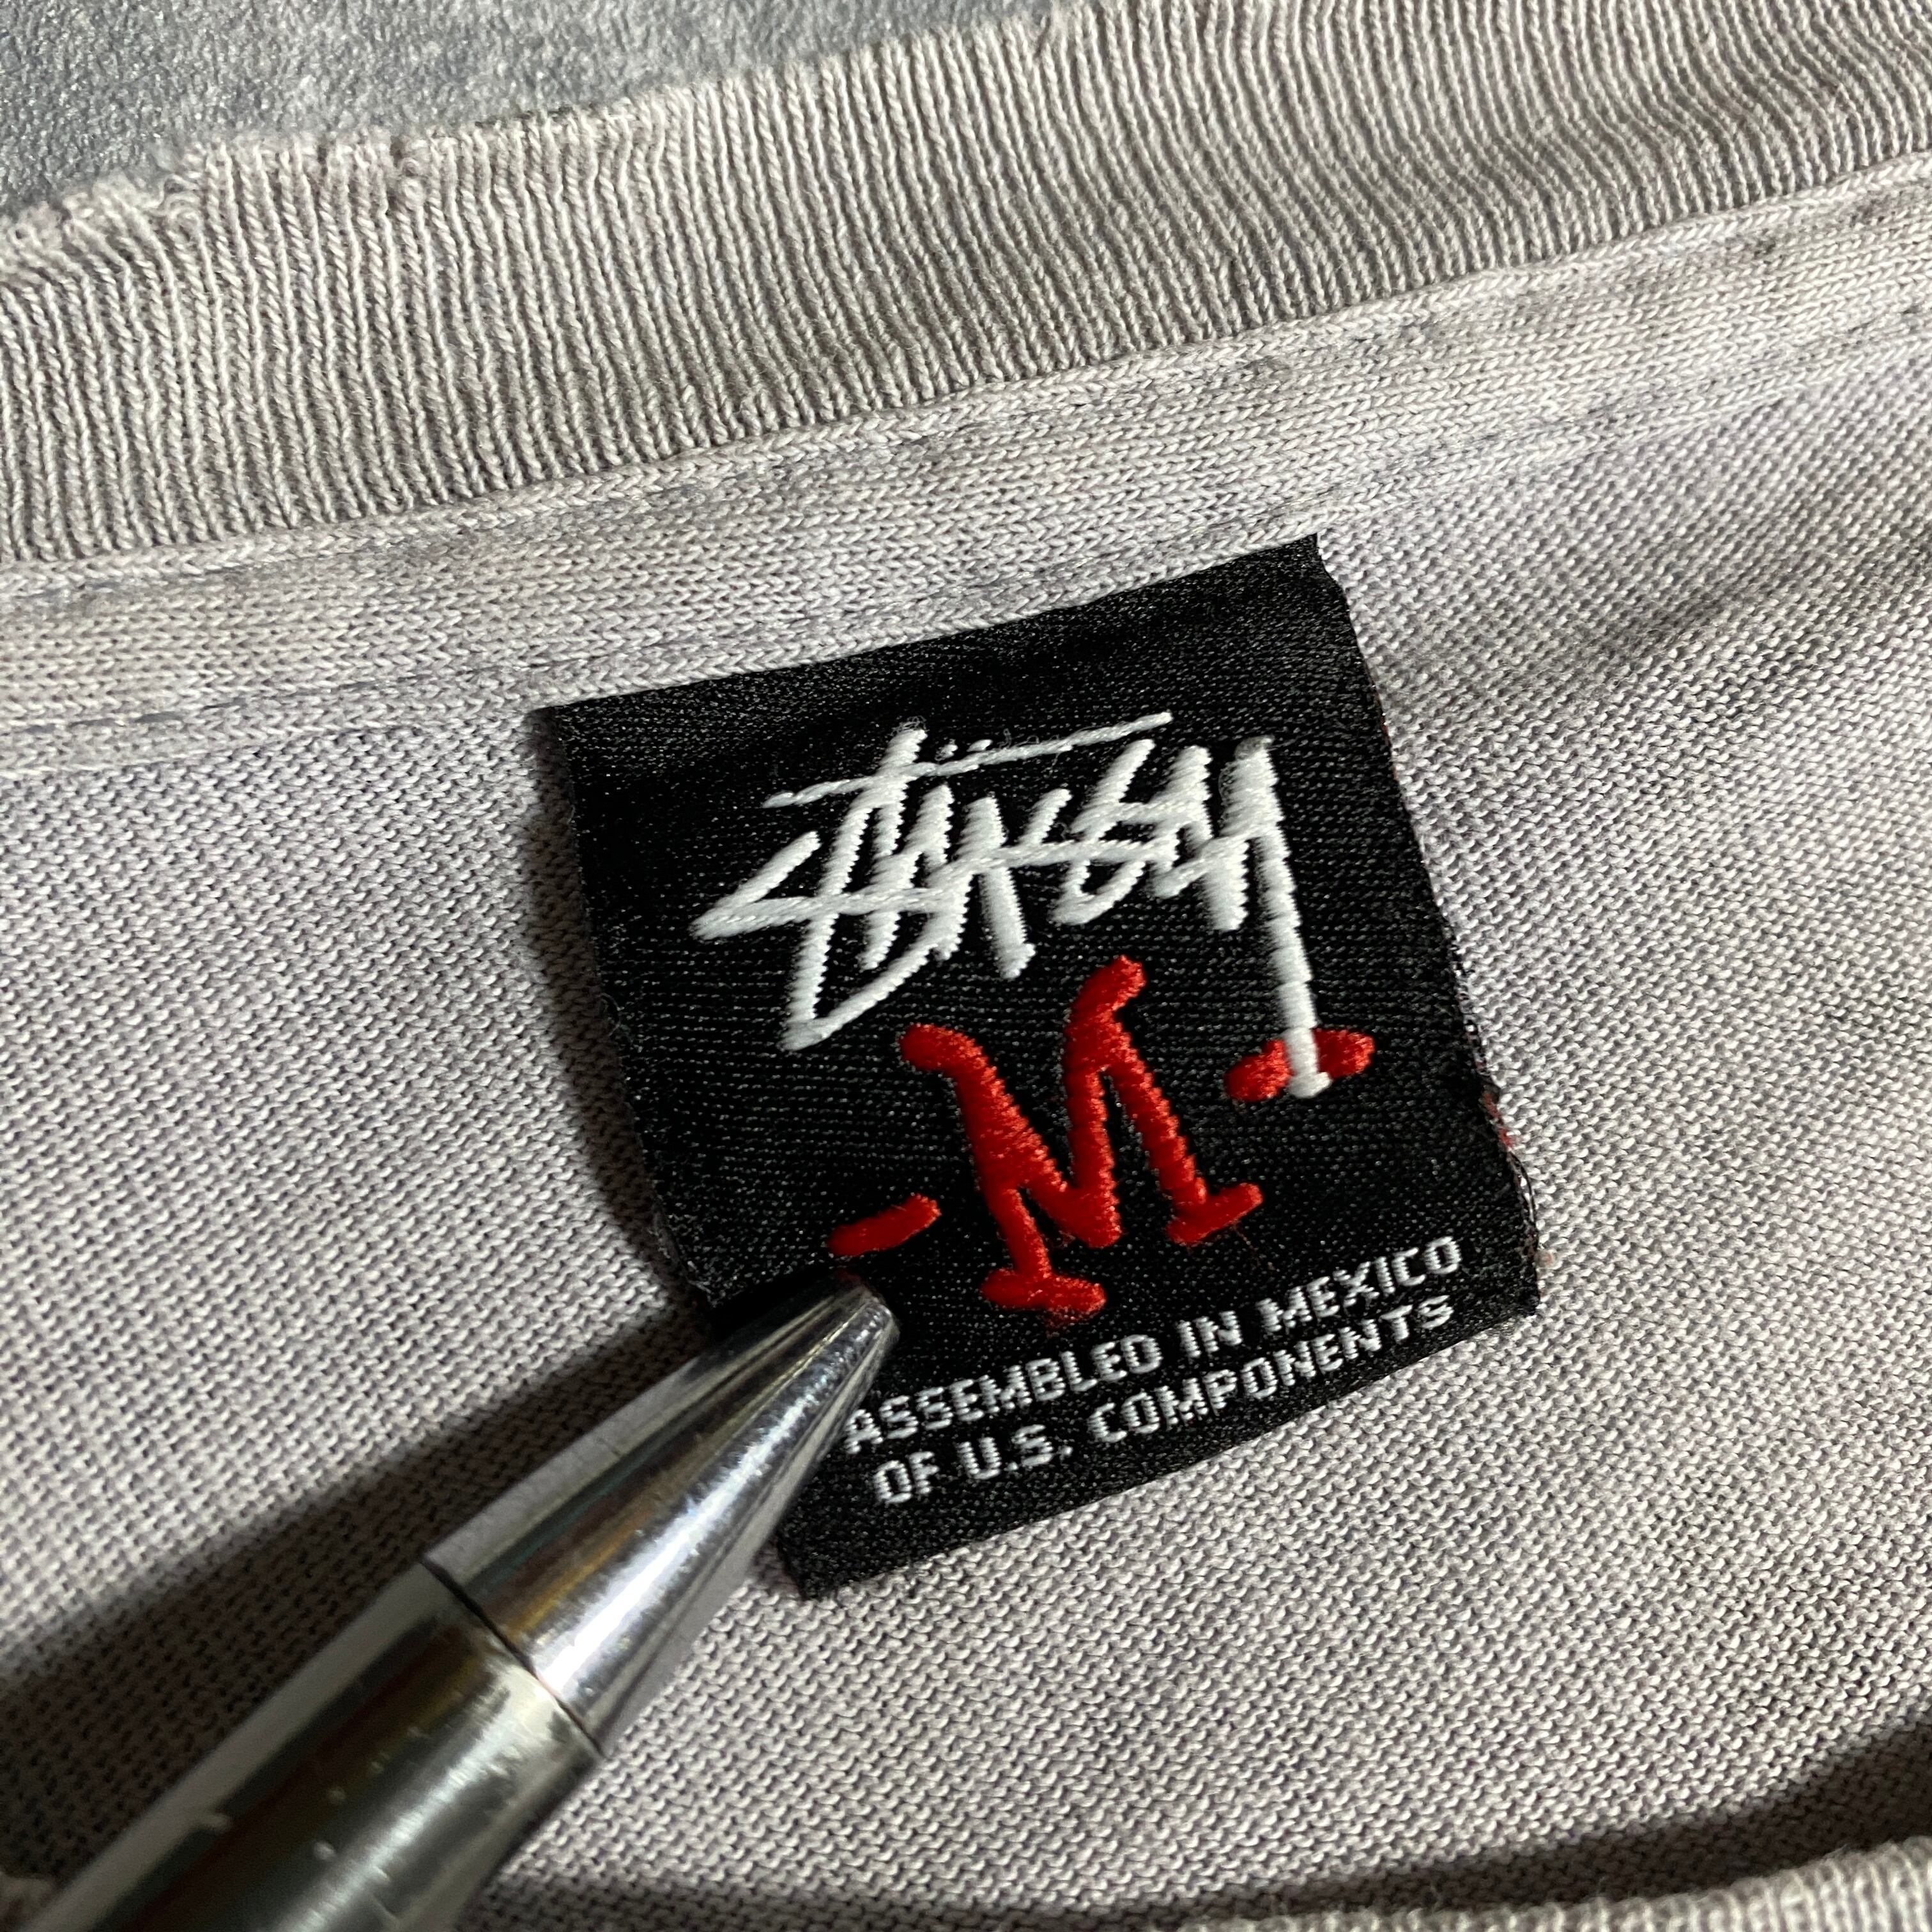 Stüssy
- M -
ASSEMBLED IN MEXICO
OF U.S. COMPONENTS